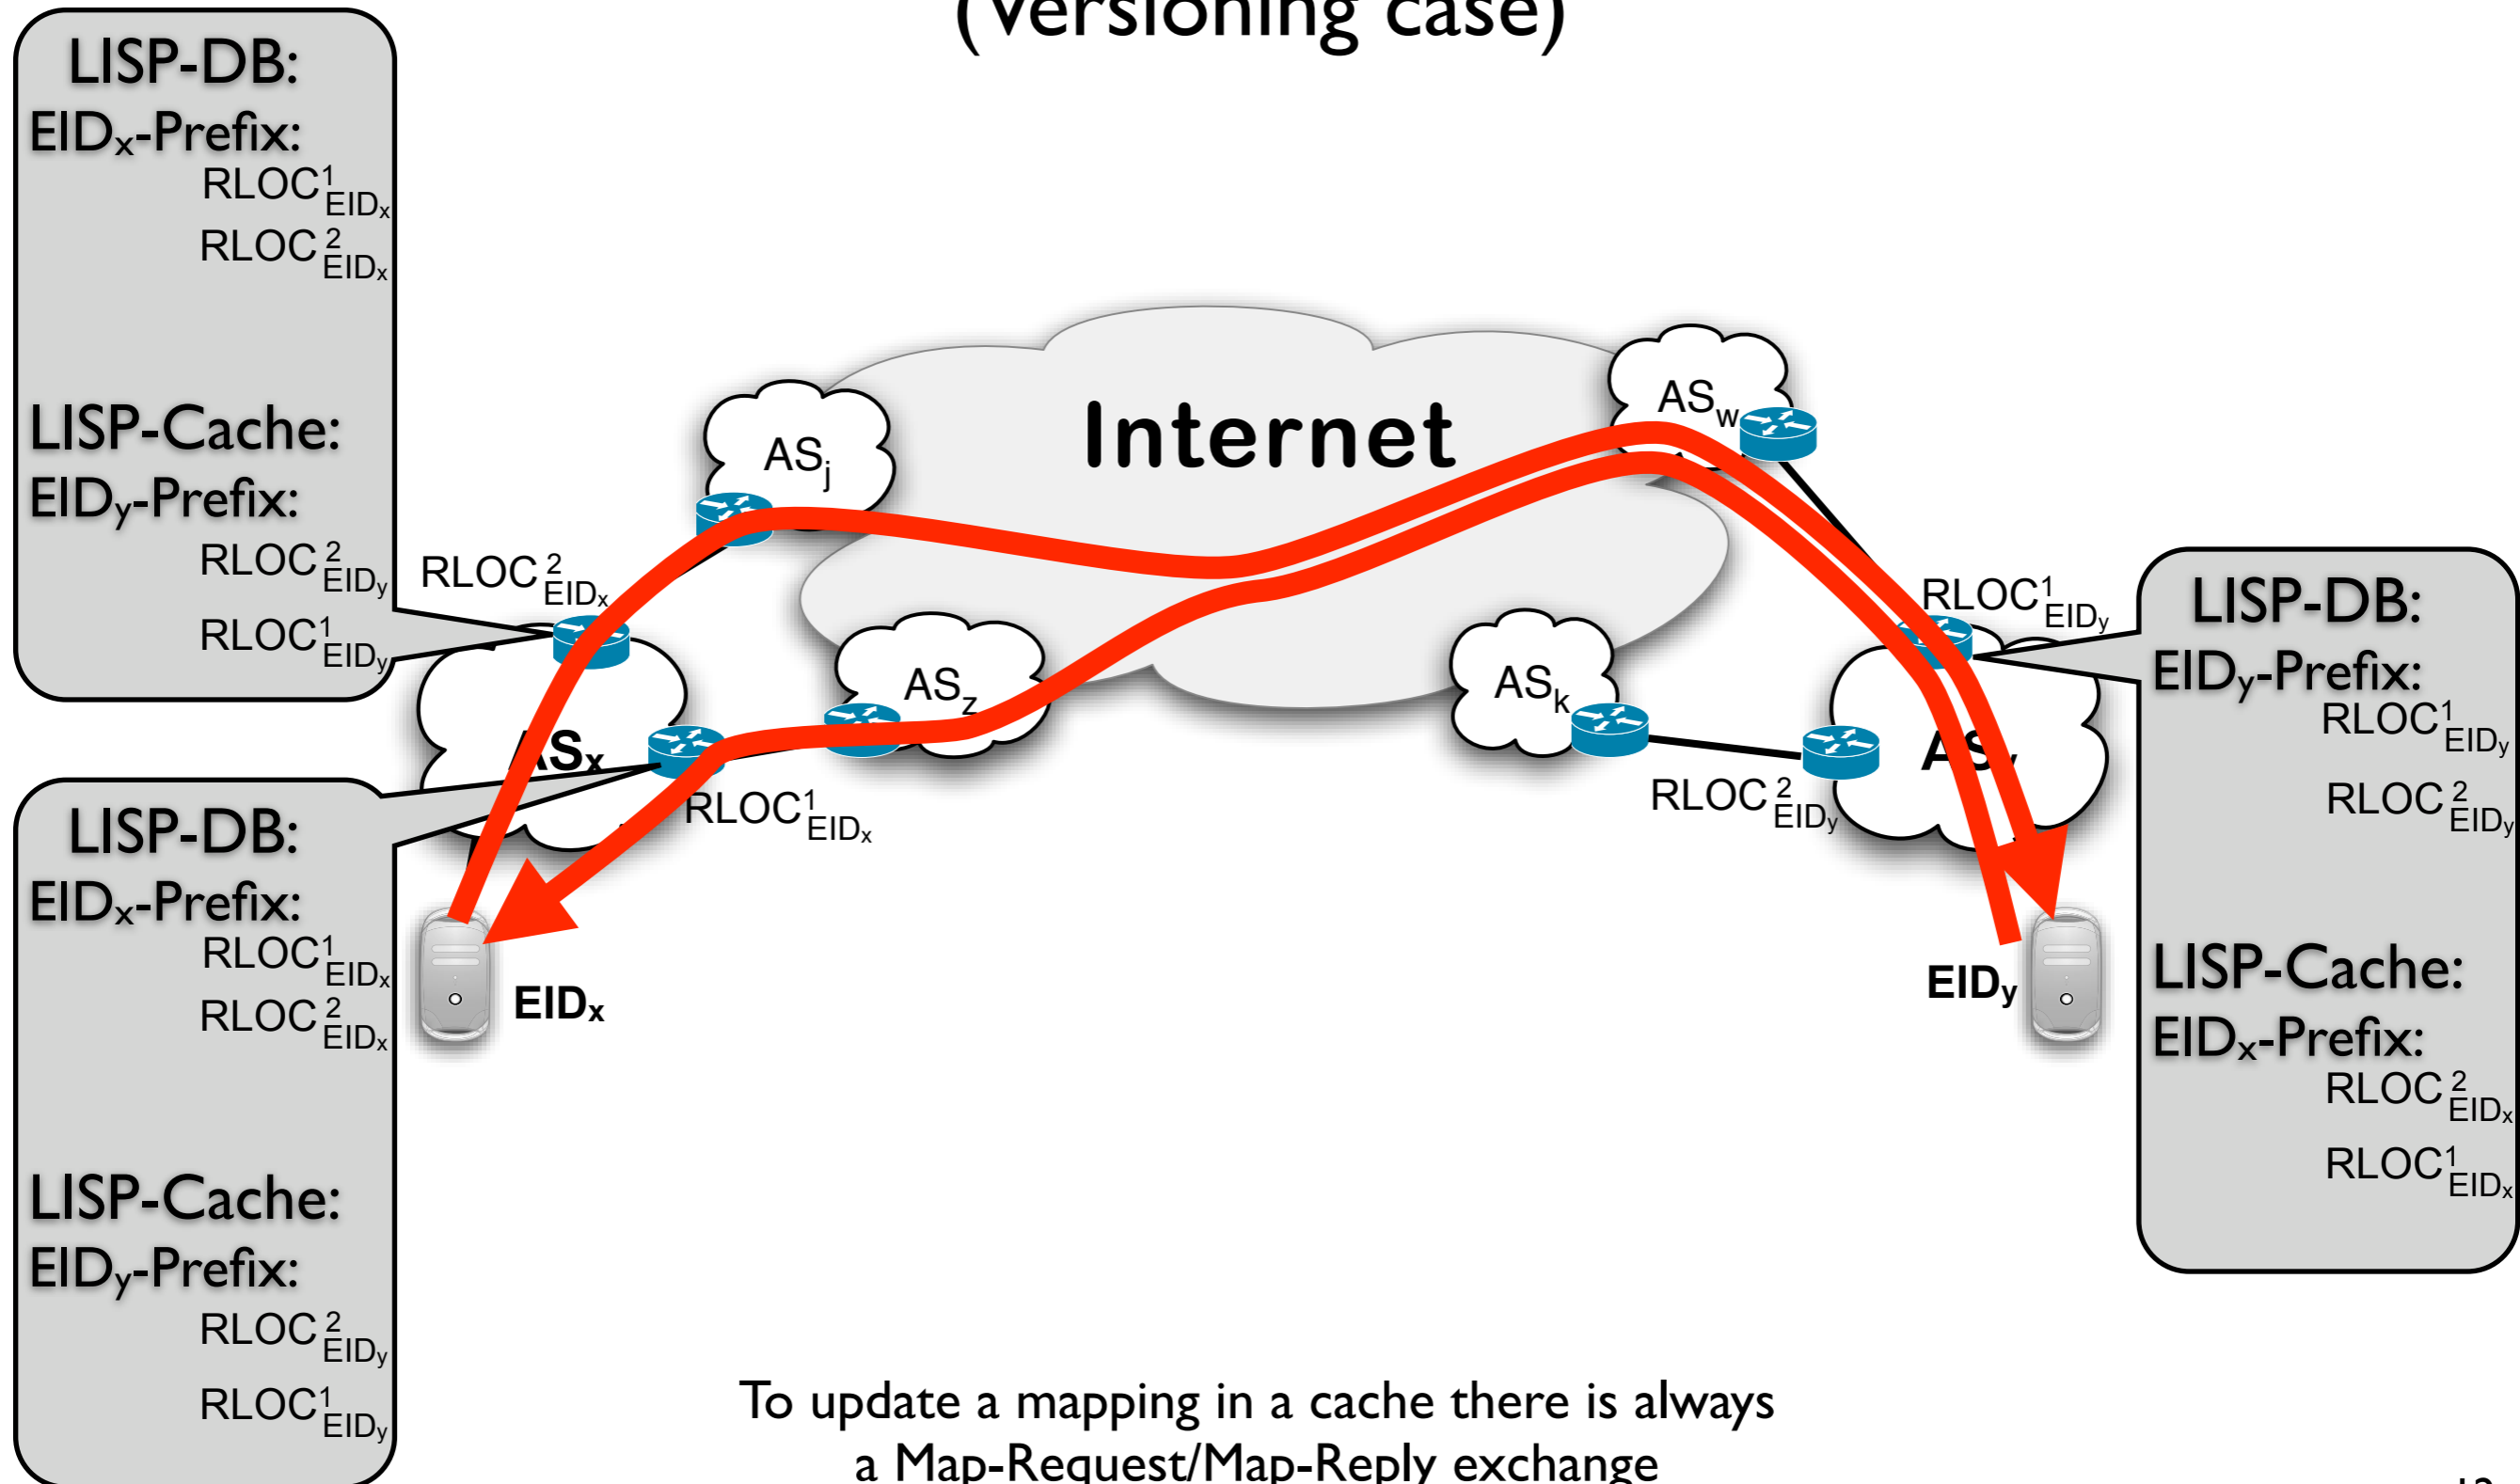 (Versioning case)
LISP-DB:
EIDx-Prefix:
RLOC1EIDx
RLOC2EIDx
LISP-Cache:
EIDy-Prefix:
RLOC2EIDy
RLOC1EIDy
LISP-DB:
EIDx-Prefix:
RLOC1EIDx
RLOC2EIDx
LISP-Cache:
EIDy-Prefix:
RLOC2EIDy
RLOC1EIDy
Internet
ASj
ASw
RLOC2EIDx
ASz
ASx
RLOC1EIDx
EIDx
ASk
RLOC1EIDy
RLOC2EIDy
EIDy
LISP-DB:
EIDy-Prefix:
RLOC1EIDy
RLOC2EIDy
LISP-Cache:
EIDx-Prefix:
RLOC2EIDx
RLOC1EIDx
To update a mapping in a cache there is always
a Map-Request/Map-Reply exchange